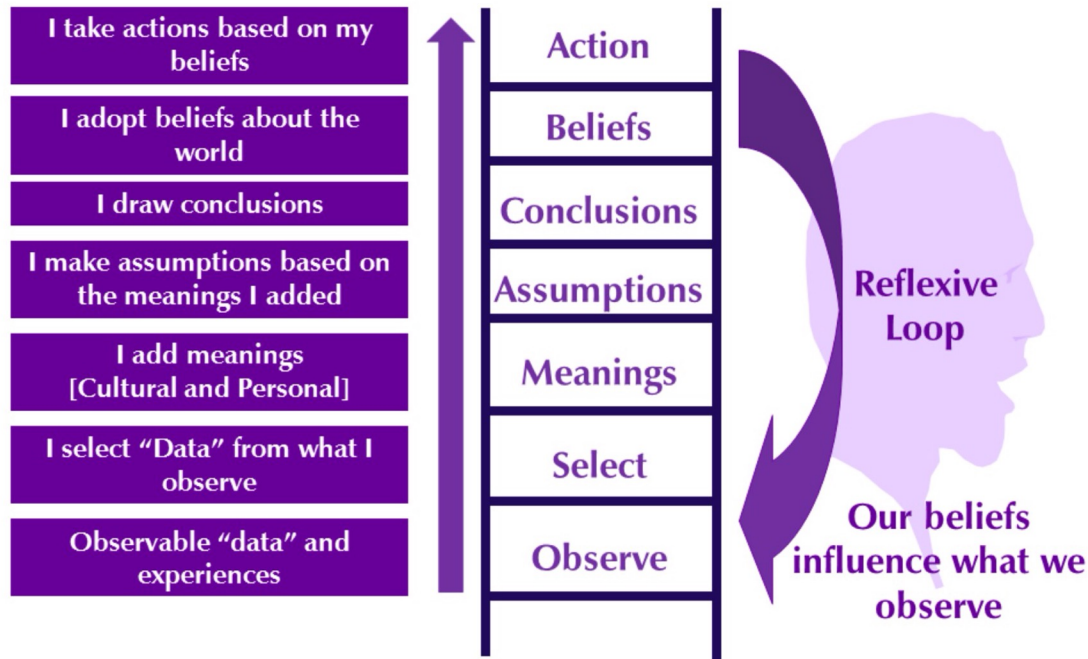 I take actions based on my
beliefs
I adopt beliefs about the
world
I draw conclusions
I make assumptions based on
the meanings I added
I add meanings
[Cultural and Personal]
I select “Data” from what I
observe
Observable “data” and
experiences
Action
Beliefs
Conclusions
Assumptions
Meanings
Select
Observe
Reflexive
Loop
Our beliefs
influence what we
observe